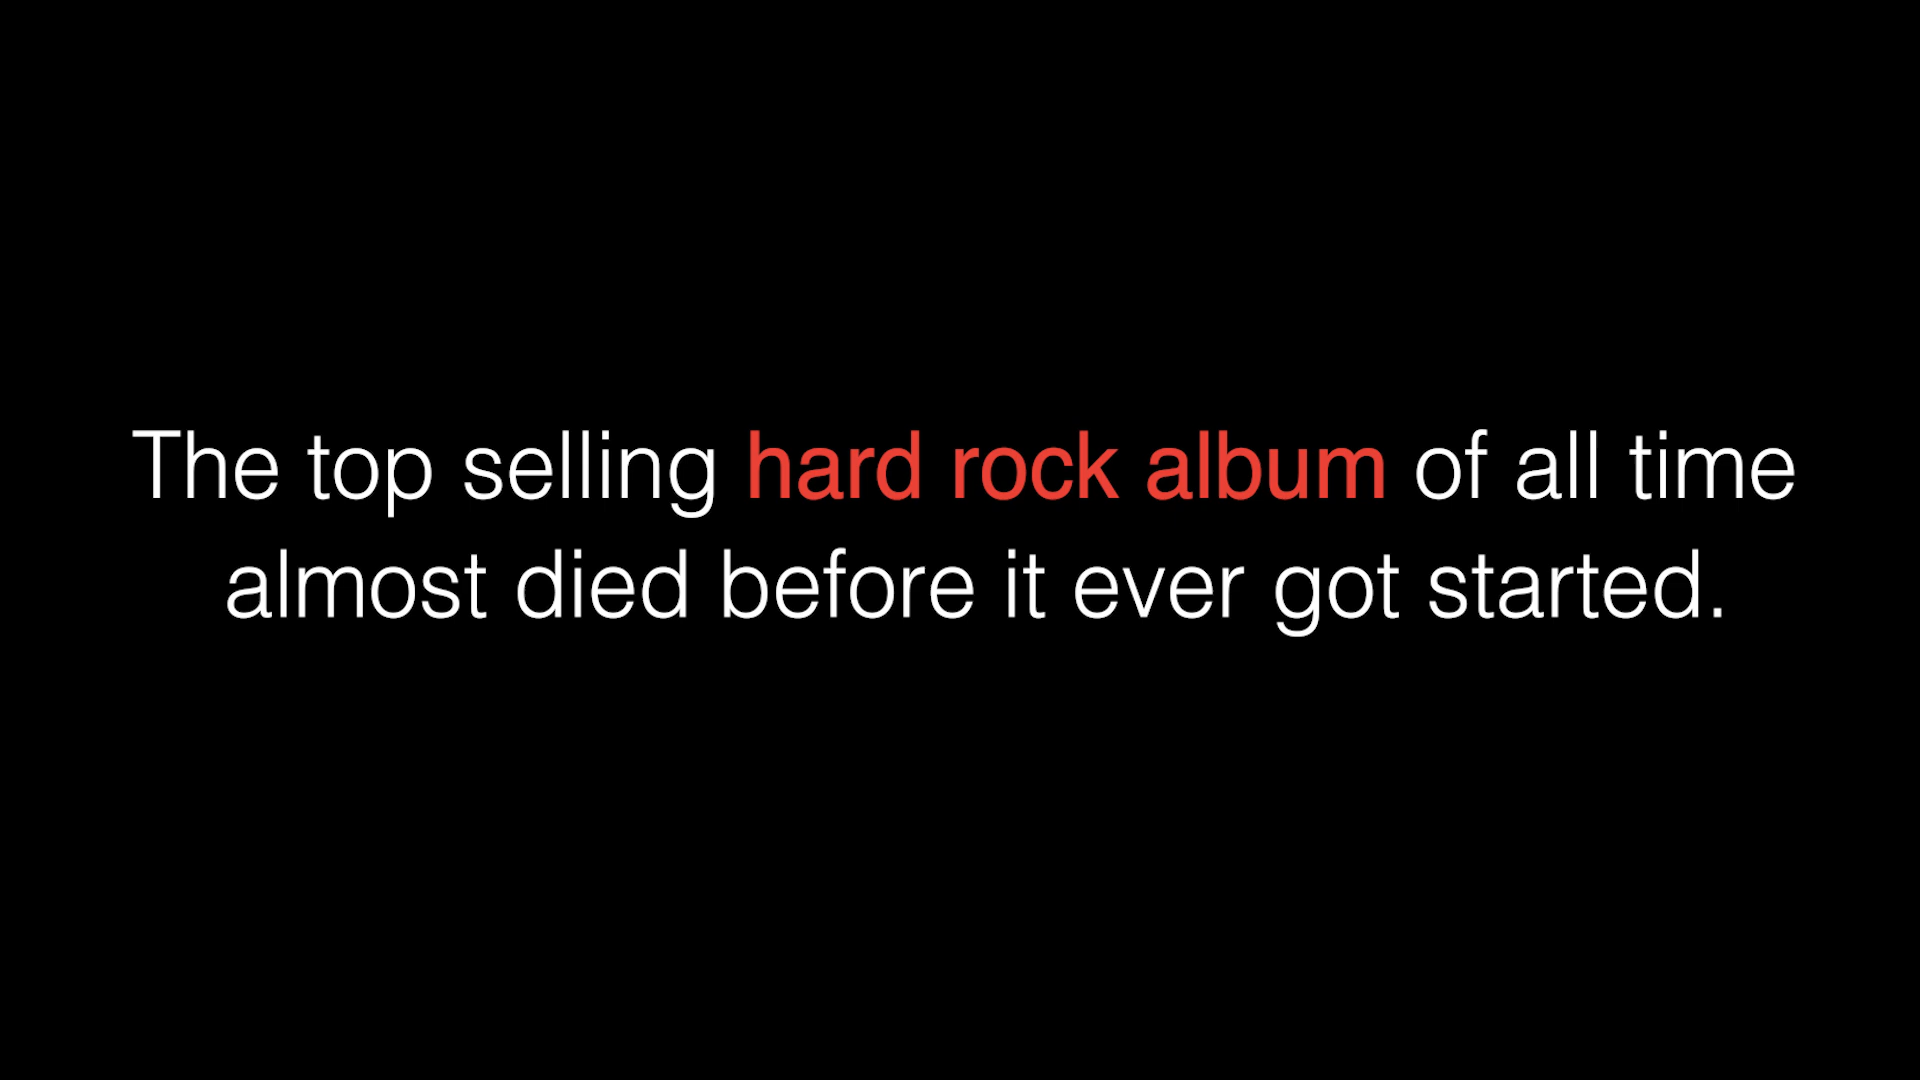 The top selling hard rock album of all time
almost died before it ever got started.